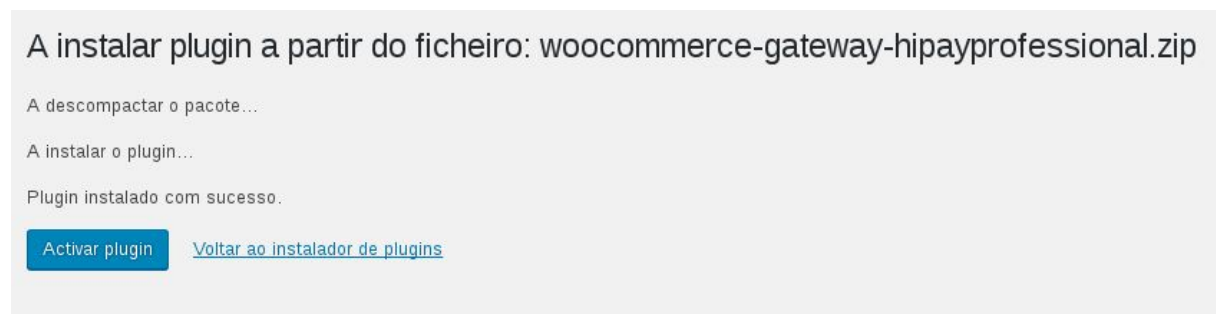 A instalar plugin a partir do ficheiro: woocommerce-gateway-hipayprofessional.zip
A descompactar o pacote…
A instalar o plugin…
Plugin instalado com sucesso.
Activar plugin Voltar ao instalador de plugins